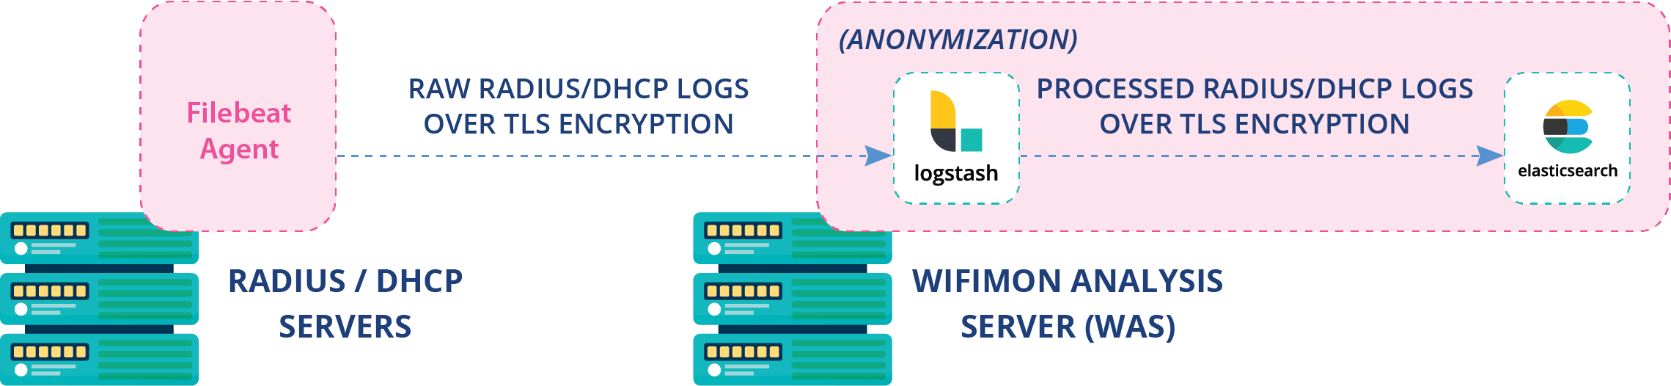 Filebeat
Agent
RAW RADIUS/DHCP LOGS
OVER TLS ENCRYPTION
(ANONYMIZATION)
logstash
PROCESSED RADIUS/DHCP LOGS
OVER TLS ENCRYPTION
elasticsearch
RADIUS / DHCP
SERVERS
WIFIMON ANALYSIS
SERVER (WAS)